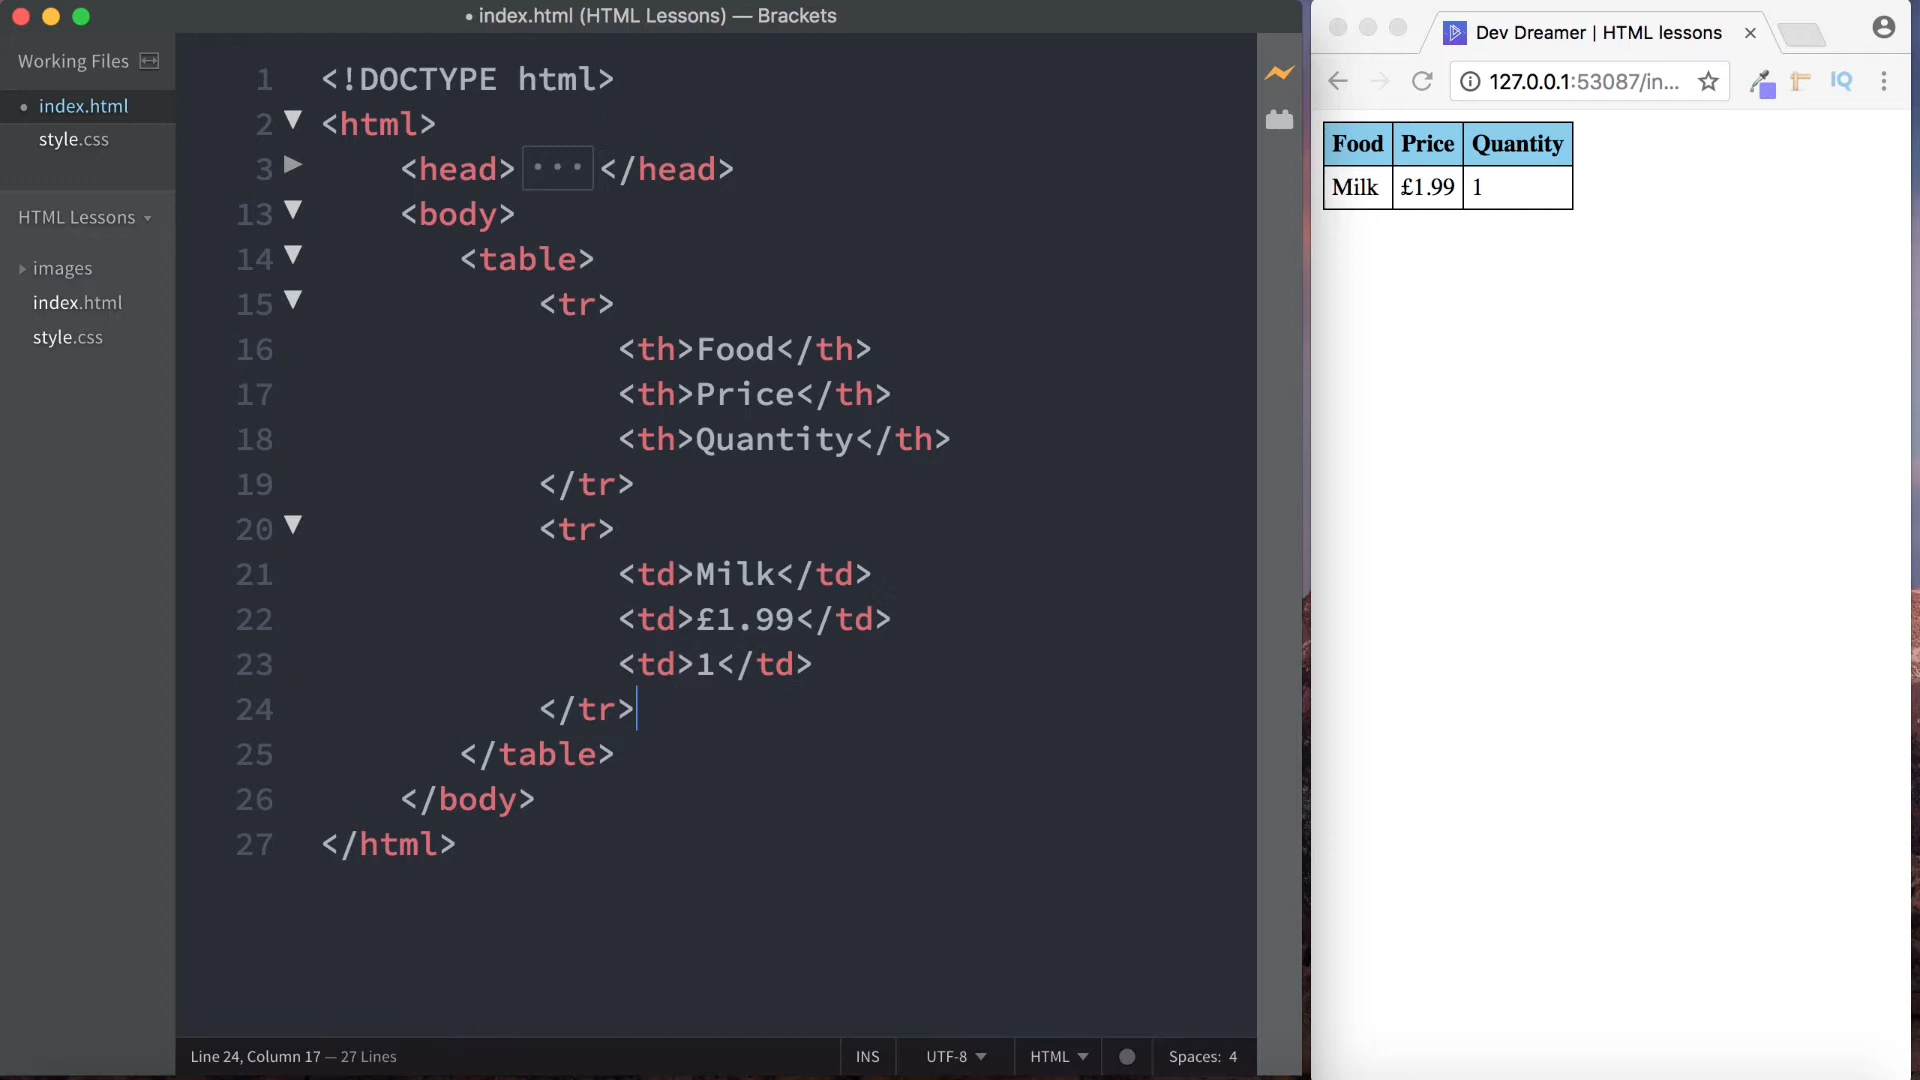 index.html (HTML Lessons) — Brackets
Working Files
index.html
style.css
HTML Lessons
images
index.html
style.css
1 <!DOCTYPE html>
2 <html>
3 <head>···</head>
13 <body>
14 <table>
15 <tr>
16 <th>Food</th>
17 <th>Price</th>
18 <th>Quantity</th>
19 </tr>
20 <tr>
21 <td>Milk</td>
22 <td>£1.99</td>
23 <td>1</td>
24 </tr>
25 </table>
26 </body>
27 </html>
Line 24, Column 17 — 27 Lines
INS
UTF-8
HTML
Spaces: 4
Dev Dreamer | HTML lessons
127.0.0.1:53087/in...
IQ
Food Price Quantity
Milk £1.99 1